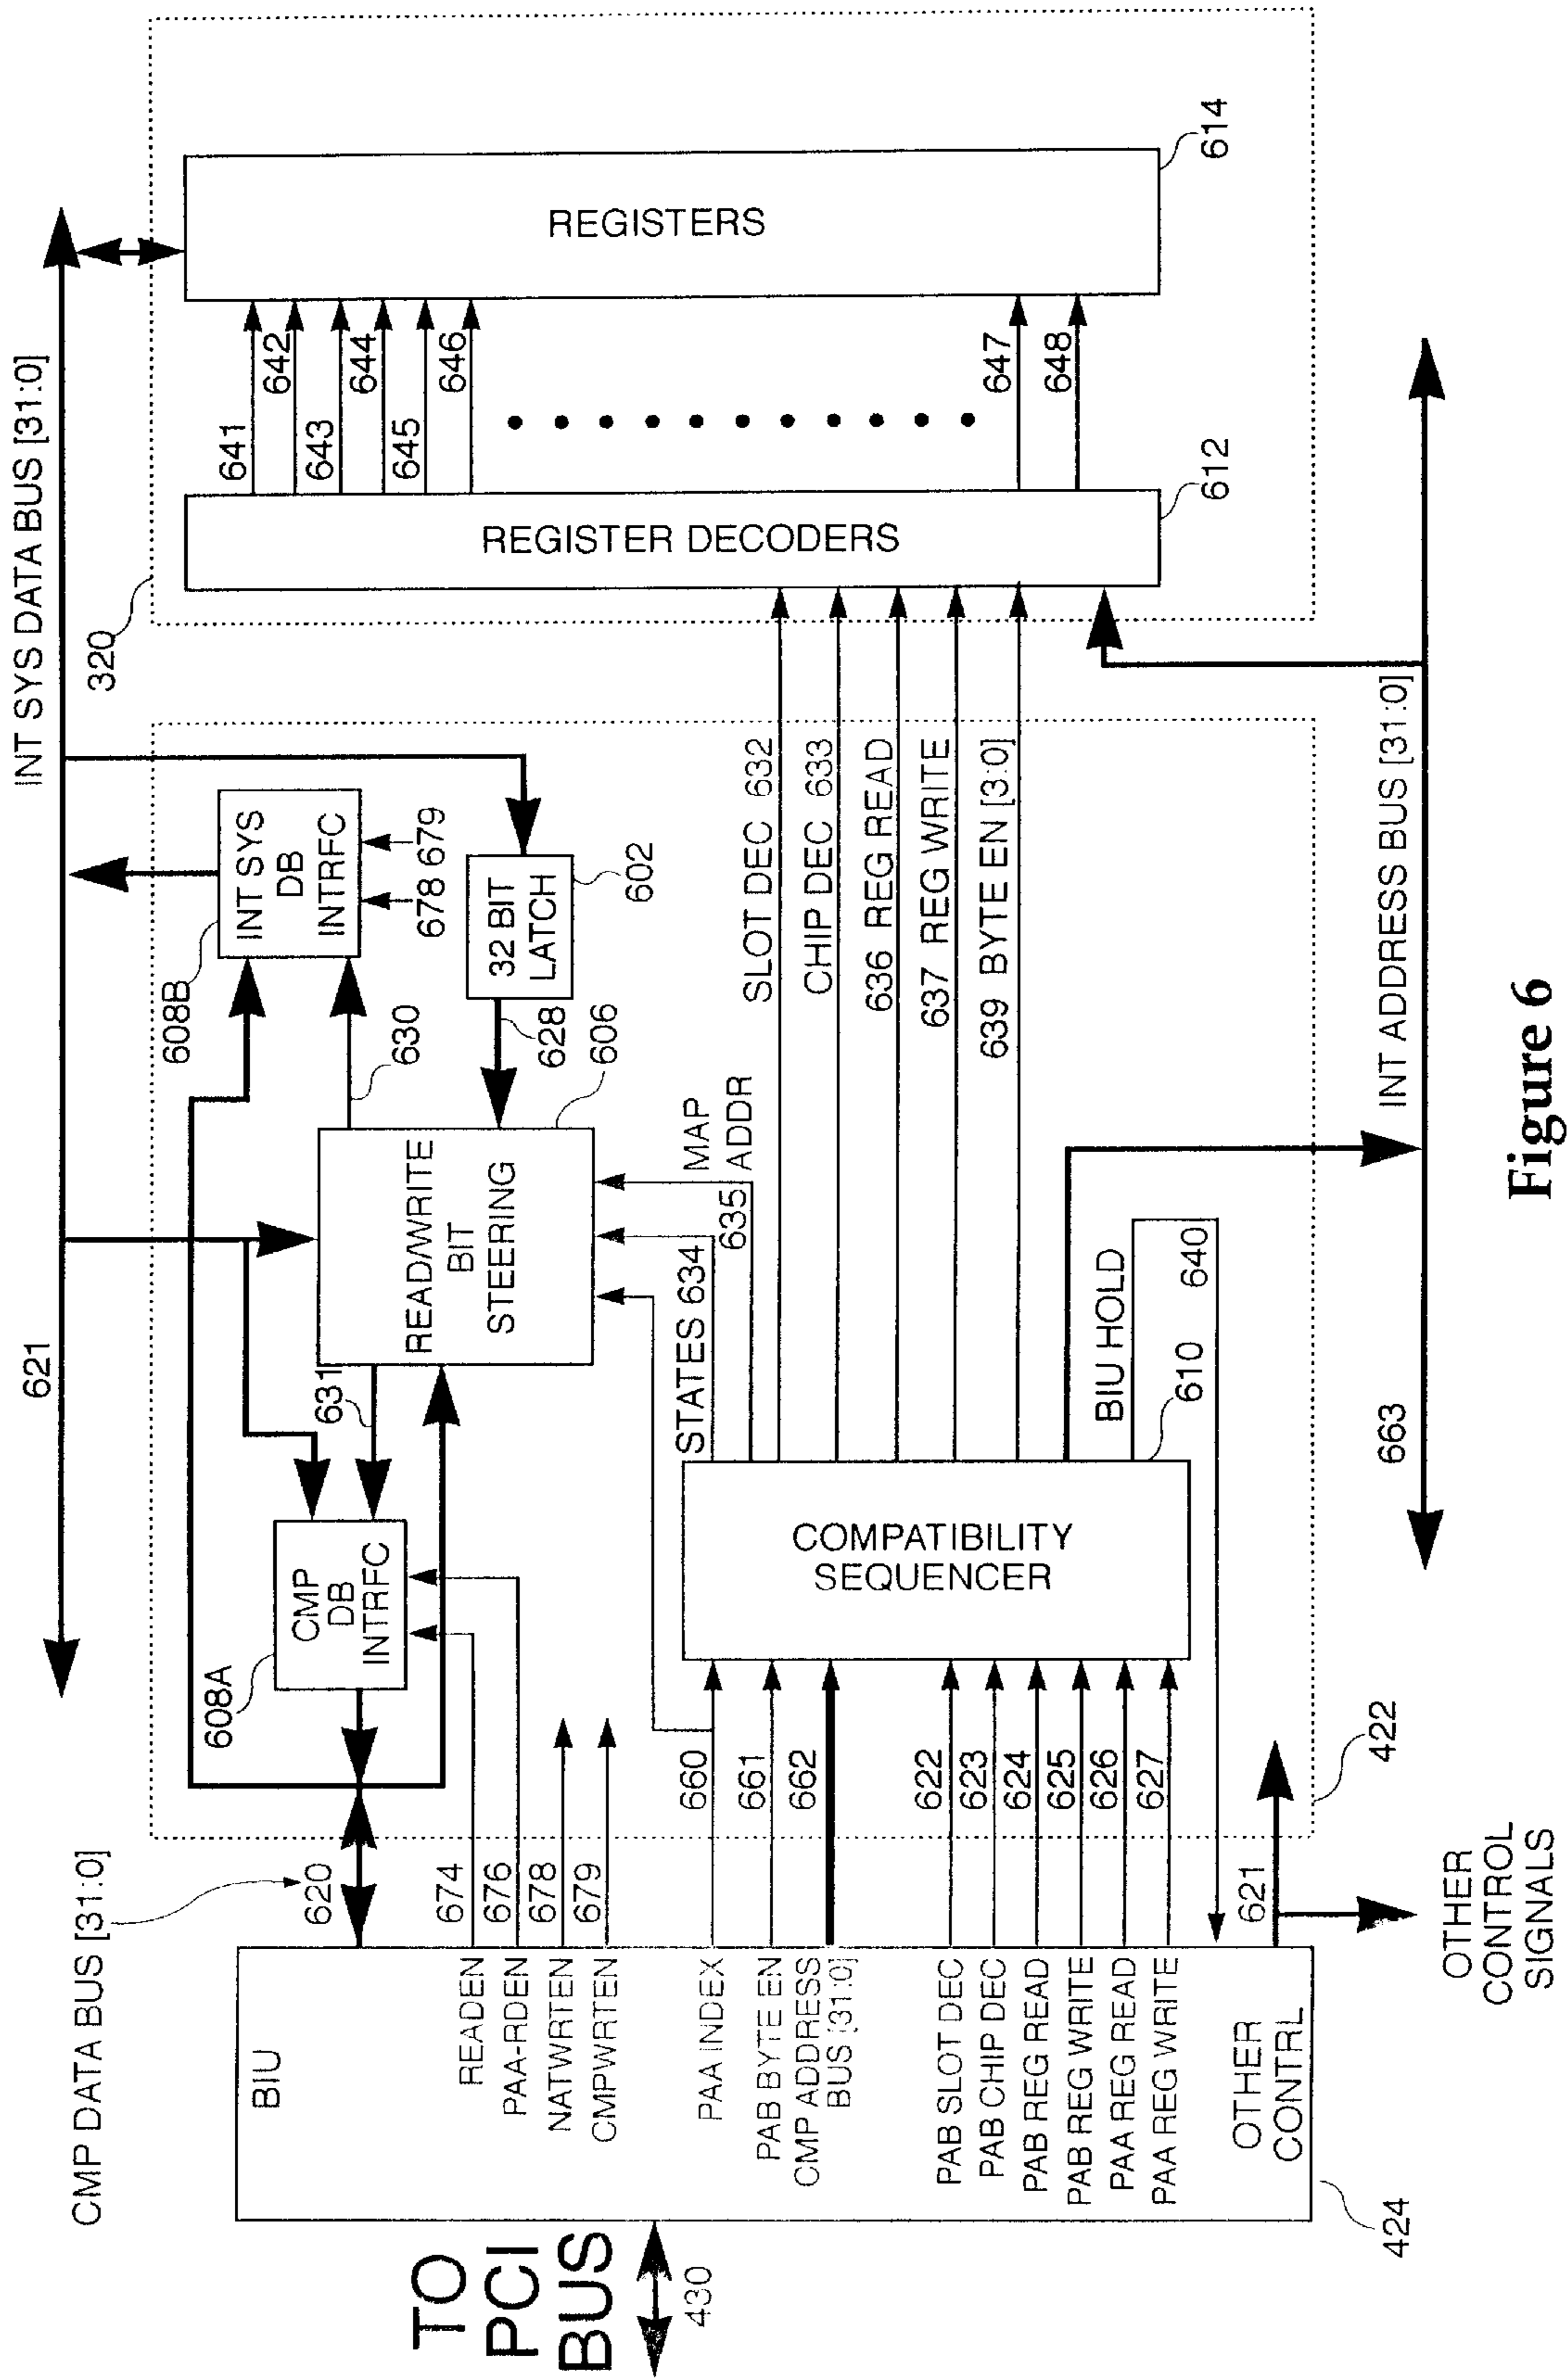 INT SYS DATA BUS [31:0]
621
CMP DATA BUS [31:0]
320
TO
PCI
BUS
430
BIU
424
620
READEN
674
PAA-RDEN
676
NATWRTEN
678
CMPWRTEN
679
PAA INDEX
660
PAB BYTE EN
661
CMP ADDRESS
BUS [31:0]
662
PAB SLOT DEC
622
PAB CHIP DEC
623
PAB REG READ
624
PAB REG WRITE
625
PAA REG READ
626
PAA REG WRITE
627
OTHER
CONTRL
621
OTHER
CONTROL
SIGNALS
422
608A
CMP
DB
INTRFC
631
READ/WRITE
BIT
STEERING
606
630
608B
INT SYS
DB
INTRFC
678 679
32 BIT
LATCH
602
628
STATES 634
635
MAP
ADDR
COMPATIBILITY
SEQUENCER
610
SLOT DEC 632
CHIP DEC 633
636 REG READ
637 REG WRITE
639 BYTE EN [3:0]
BIU HOLD
640
REGISTER DECODERS
612
641
642
643
644
645
646
647
648
REGISTERS
614
663
INT ADDRESS BUS [31:0]
Figure 6